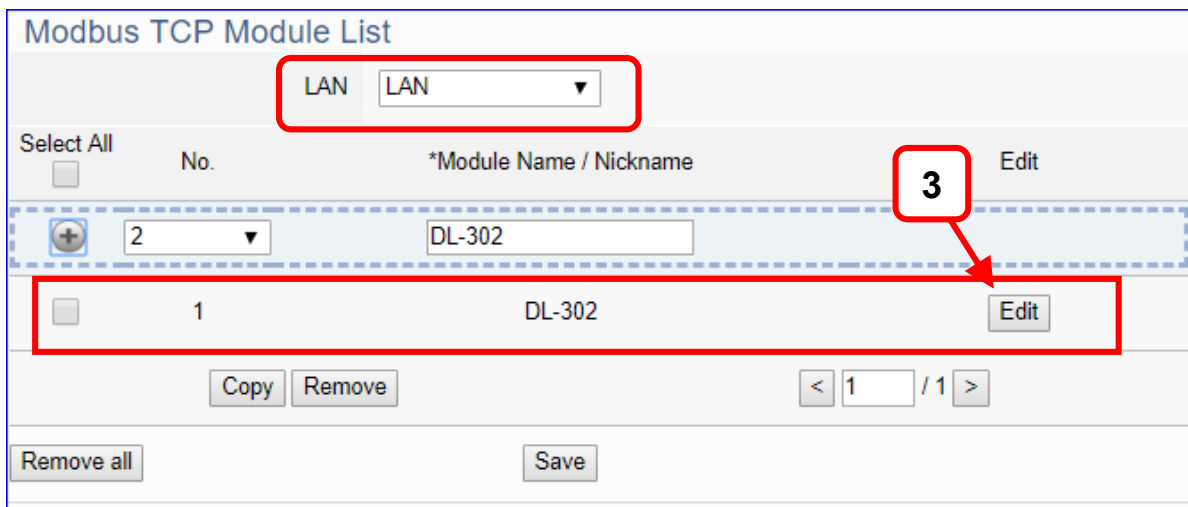 Modbus TCP Module List
LAN LAN ▼
Select All No. *Module Name / Nickname Edit
3
+ 2 ▼ DL-302
1 DL-302 Edit
Copy Remove < 1 / 1 >
Remove all Save